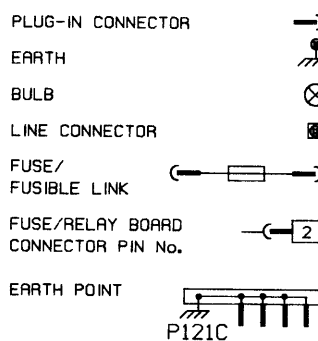 PLUG-IN CONNECTOR
EARTH
BULB
LINE CONNECTOR
FUSE/
FUSIBLE LINK
FUSE/RELAY BOARD
CONNECTOR PIN No.
2
EARTH POINT
P121C